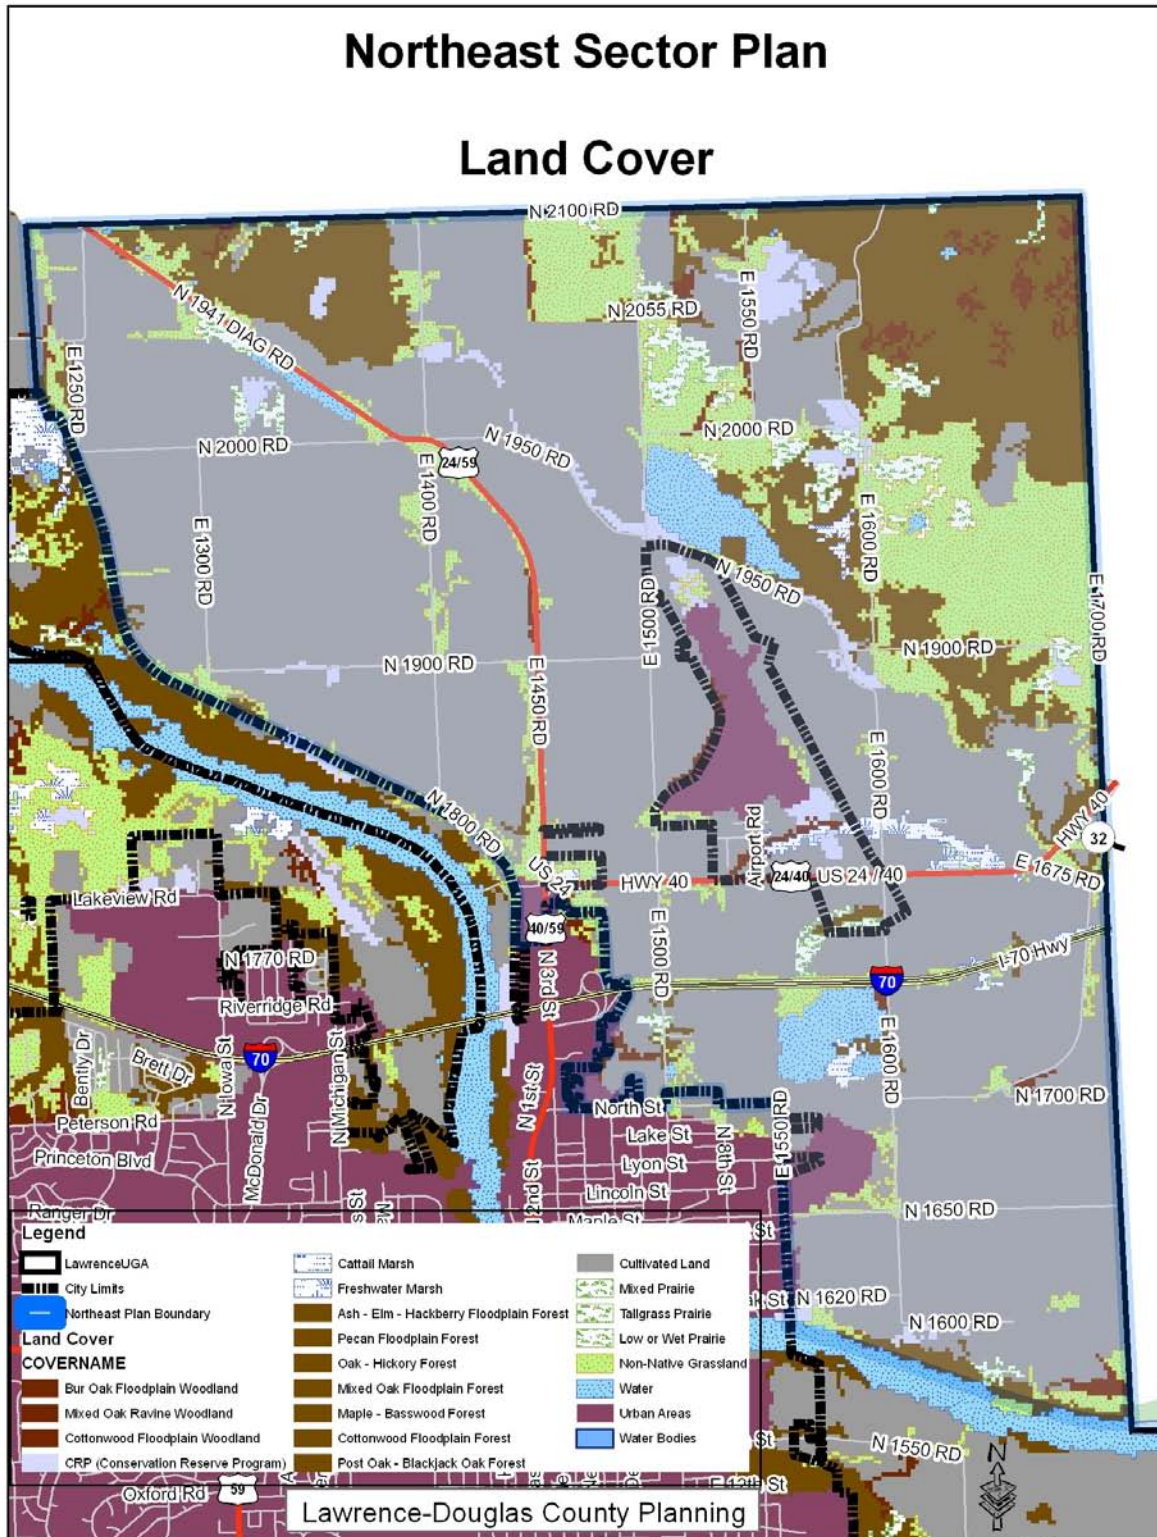 Northeast Sector Plan
Land Cover
N 2100 RD
N 1941 DIAG RD
N 2055 RD
E 1550 RD
E 1250 RD
N 2000 RD
24/59
N 1950 RD
N 2000 RD
E 1400 RD
E 1300 RD
E 1600 RD
N 1950 RD
E 1500 RD
E 1700 RD
N 1900 RD
N 1900 RD
E 1450 RD
E 1600 RD
N 1800 RD
Airport Rd
HWY 40
32
US 24
HWY 40
24/40
US 24 / 40
E 1675 RD
Lakeview Rd
40/59
E 1500 RD
N 3rd St
N 1770 RD
I-70 Hwy
70
Riverridge Rd
Bently Dr
Brett Dr
N Iowa St
70
N Michigan St
E 1600 RD
McDonald Dr
N 1st St
N 1700 RD
Peterson Rd
North St
E 1550 RD
Princeton Blvd
Lake St
N 8th St
Lyon St
N 2nd St
Lincoln St
Ranger Dr
Maple St
N 1650 RD
N 1620 RD
N 1600 RD
N 1550 RD
Legend
LawrenceUGA
City Limits
Northeast Plan Boundary
Land Cover
COVERNAME
Bur Oak Floodplain Woodland
Mixed Oak Ravine Woodland
Cottonwood Floodplain Woodland
CRP (Conservation Reserve Program)
Cattail Marsh
Freshwater Marsh
Ash - Elm - Hackberry Floodplain Forest
Pecan Floodplain Forest
Oak - Hickory Forest
Mixed Oak Floodplain Forest
Maple - Basswood Forest
Cottonwood Floodplain Forest
Post Oak - Blackjack Oak Forest
Cultivated Land
Mixed Prairie
Tallgrass Prairie
Low or Wet Prairie
Non-Native Grassland
Water
Urban Areas
Water Bodies
Oxford Rd
59
N
Lawrence-Douglas County Planning